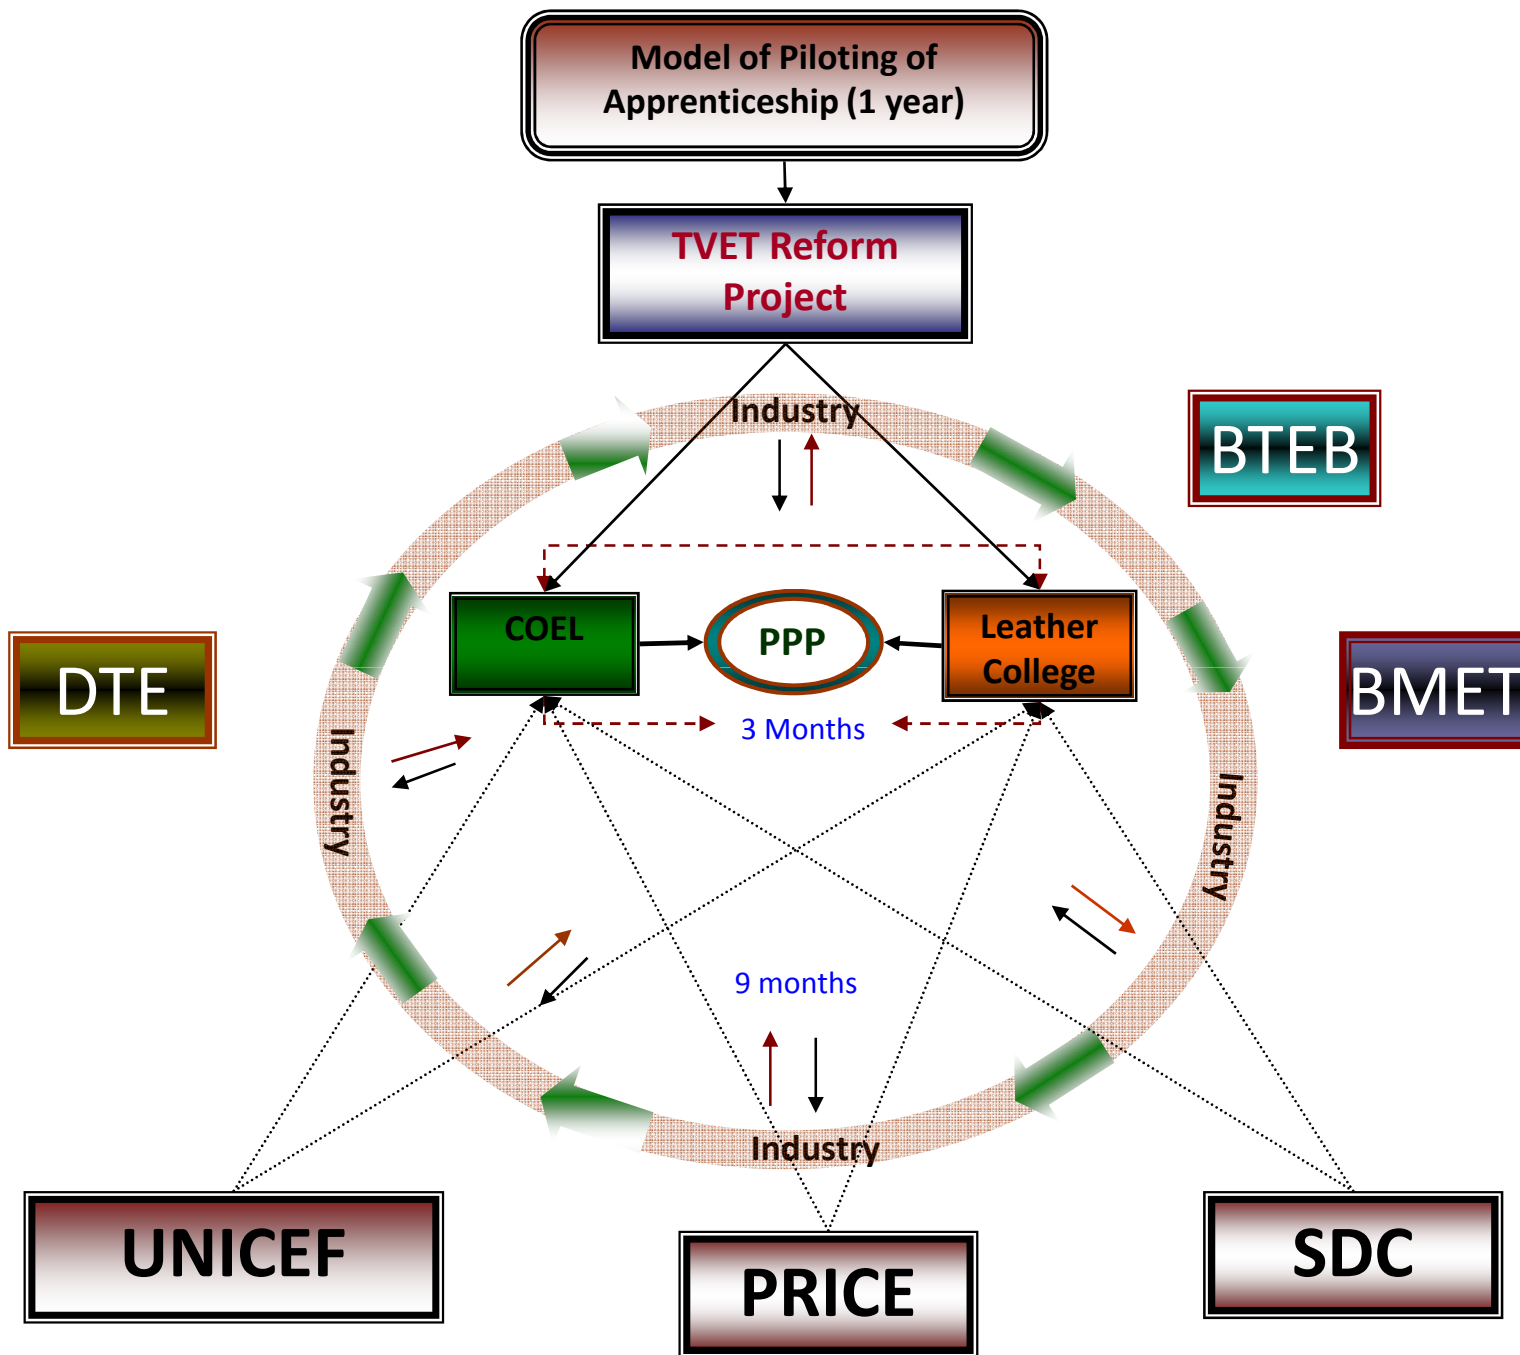 Model of Piloting of
Apprenticeship (1 year)
TVET Reform
Project
Industry
BTEB
COEL
PPP
Leather
College
DTE
BMET
3 Months
Industry
Industry
9 months
Industry
UNICEF
PRICE
SDC